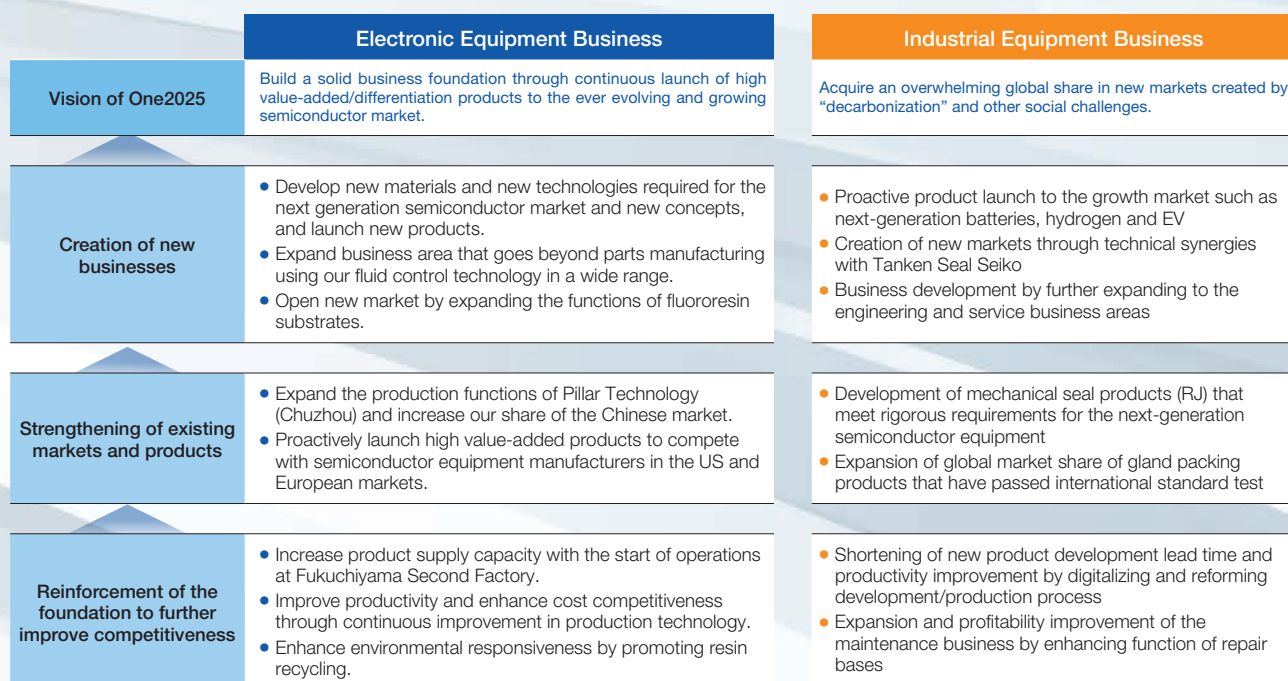 Electronic Equipment Business
Industrial Equipment Business
Vision of One2025
Build a solid business foundation through continuous launch of high
value-added/differentiation products to the ever evolving and growing
semiconductor market.
Acquire an overwhelming global share in new markets created by
“decarbonization” and other social challenges.
Creation of new
businesses
● Develop new materials and new technologies required for the
next generation semiconductor market and new concepts,
and launch new products.
● Expand business area that goes beyond parts manufacturing
using our fluid control technology in a wide range.
● Open new market by expanding the functions of fluororesin
substrates.
● Proactive product launch to the growth market such as
next-generation batteries, hydrogen and EV
● Creation of new markets through technical synergies
with Tanken Seal Seiko
● Business development by further expanding to the
engineering and service business areas
Strengthening of existing
markets and products
● Expand the production functions of Pillar Technology
(Chuzhou) and increase our share of the Chinese market.
● Proactively launch high value-added products to compete
with semiconductor equipment manufacturers in the US and
European markets.
● Development of mechanical seal products (RJ) that
meet rigorous requirements for the next-generation
semiconductor equipment
● Expansion of global market share of gland packing
products that have passed international standard test
Reinforcement of the
foundation to further
improve competitiveness
● Increase product supply capacity with the start of operations
at Fukuchiyama Second Factory.
● Improve productivity and enhance cost competitiveness
through continuous improvement in production technology.
● Enhance environmental responsiveness by promoting resin
recycling.
● Shortening of new product development lead time and
productivity improvement by digitalizing and reforming
development/production process
● Expansion and profitability improvement of the
maintenance business by enhancing function of repair
bases